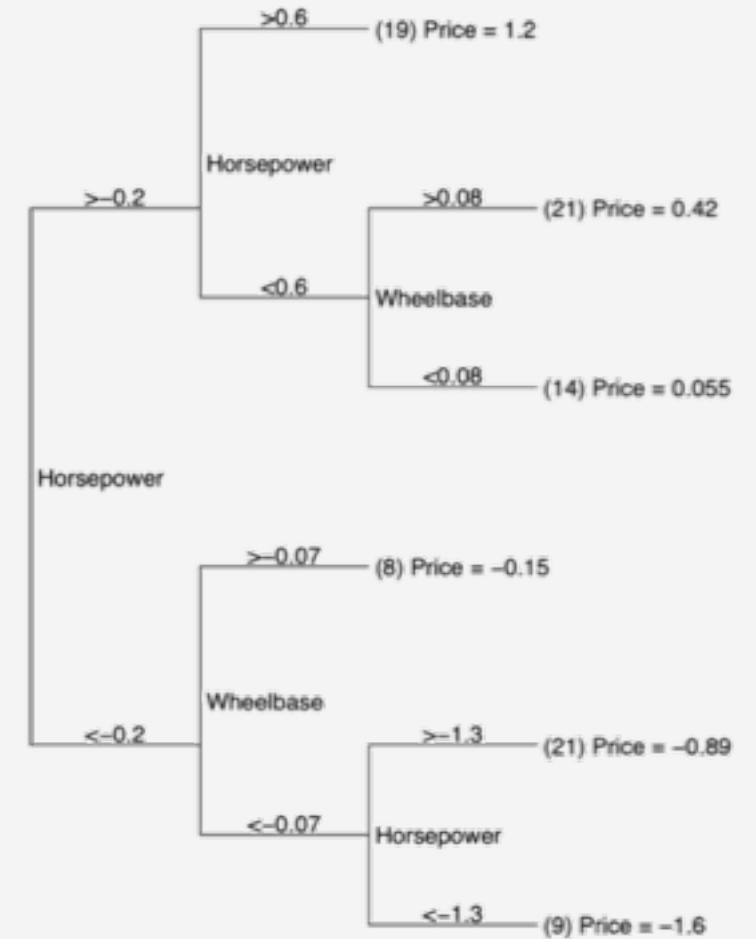 >0.6
(19) Price = 1.2
Horsepower
>−0.2
>0.08
(21) Price = 0.42
<0.6
Wheelbase
<0.08
(14) Price = 0.055
Horsepower
>−0.07
(8) Price = −0.15
Wheelbase
<−0.2
>−1.3
(21) Price = −0.89
<−0.07
Horsepower
<−1.3
(9) Price = −1.6